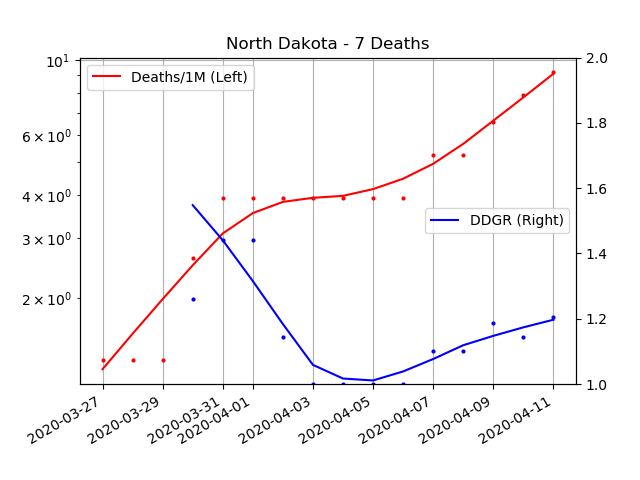 North Dakota - 7 Deaths
10¹
6 × 10⁰
4 × 10⁰
3 × 10⁰
2 × 10⁰
Deaths/1M (Left)
DDGR (Right)
2.0
1.8
1.6
1.4
1.2
1.0
2020-03-27
2020-03-29
2020-03-31
2020-04-01
2020-04-03
2020-04-05
2020-04-07
2020-04-09
2020-04-11